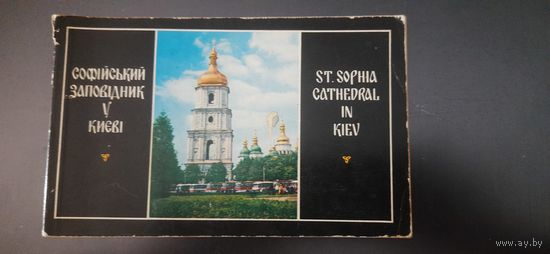 СОФІЙСЬКИЙ
ЗАПОВІДНИК
У
КИЄВІ
ST. SOPHIA
CATHEDRAL
IN
KIEV
www.ay.by